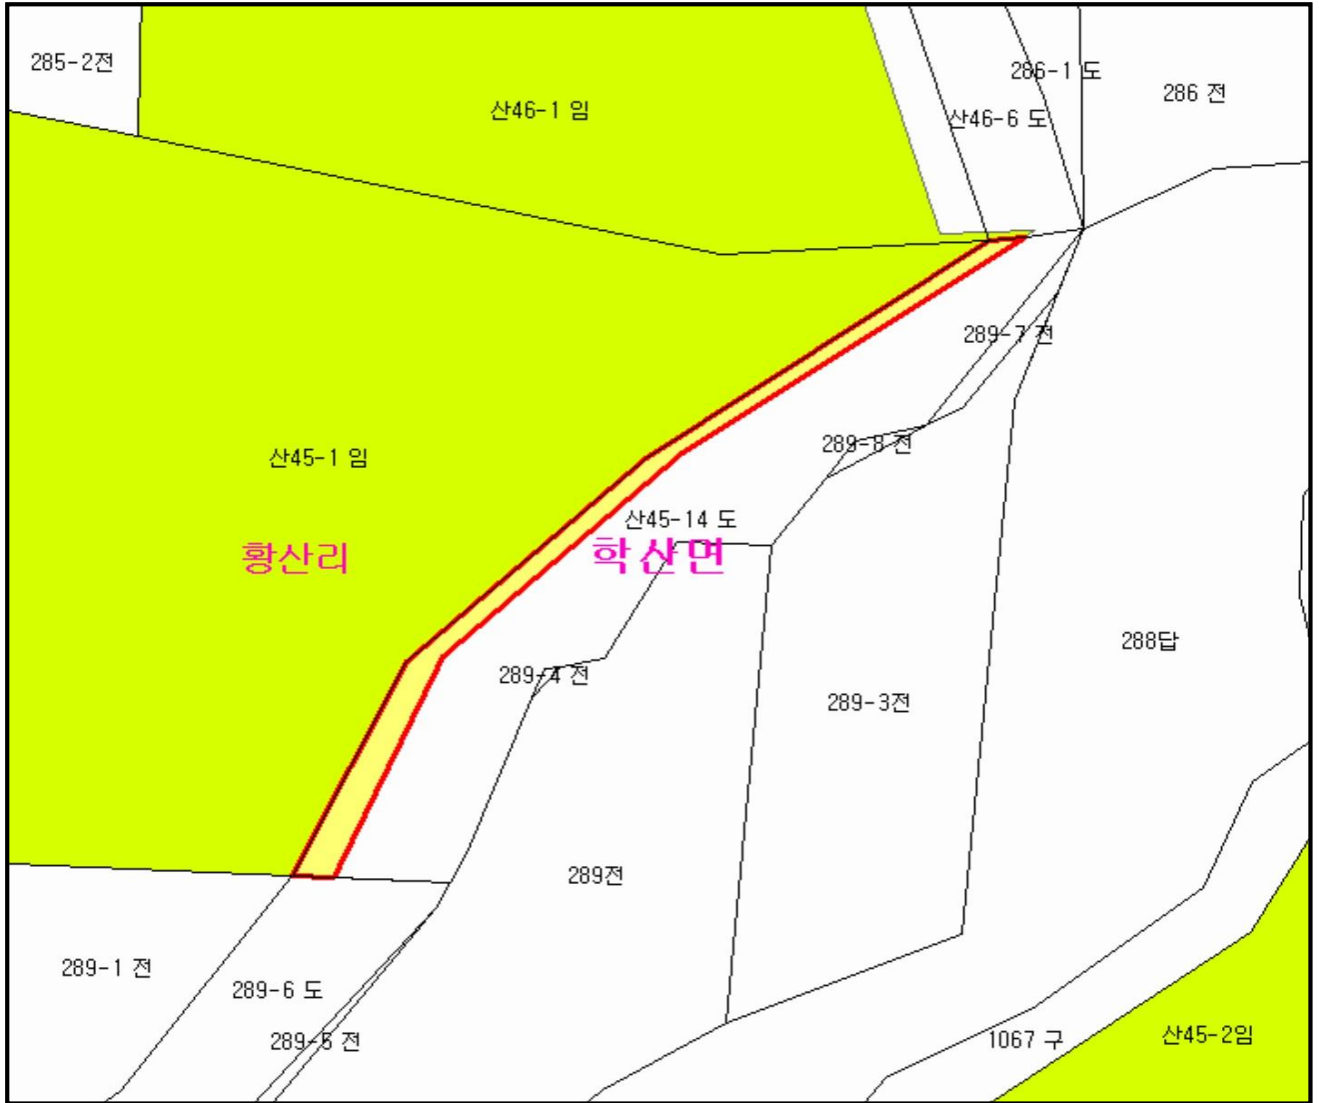 285-2전
286-1 도
286 전
산46-1 임
산46-6 도
289-7 전
289-8 전
산45-1 임
산45-14 도
황산리
학산면
288답
289-4 전
289-3전
289전
289-1 전
289-6 도
289-5 전
1067 구
산45-2임